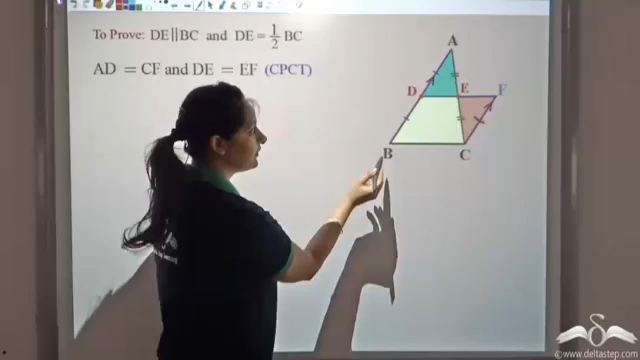 To Prove: DE||BC and DE = 1/2 BC
AD = CF and DE = EF (CPCT)
A
D E F
B C
©www.deltastep.com